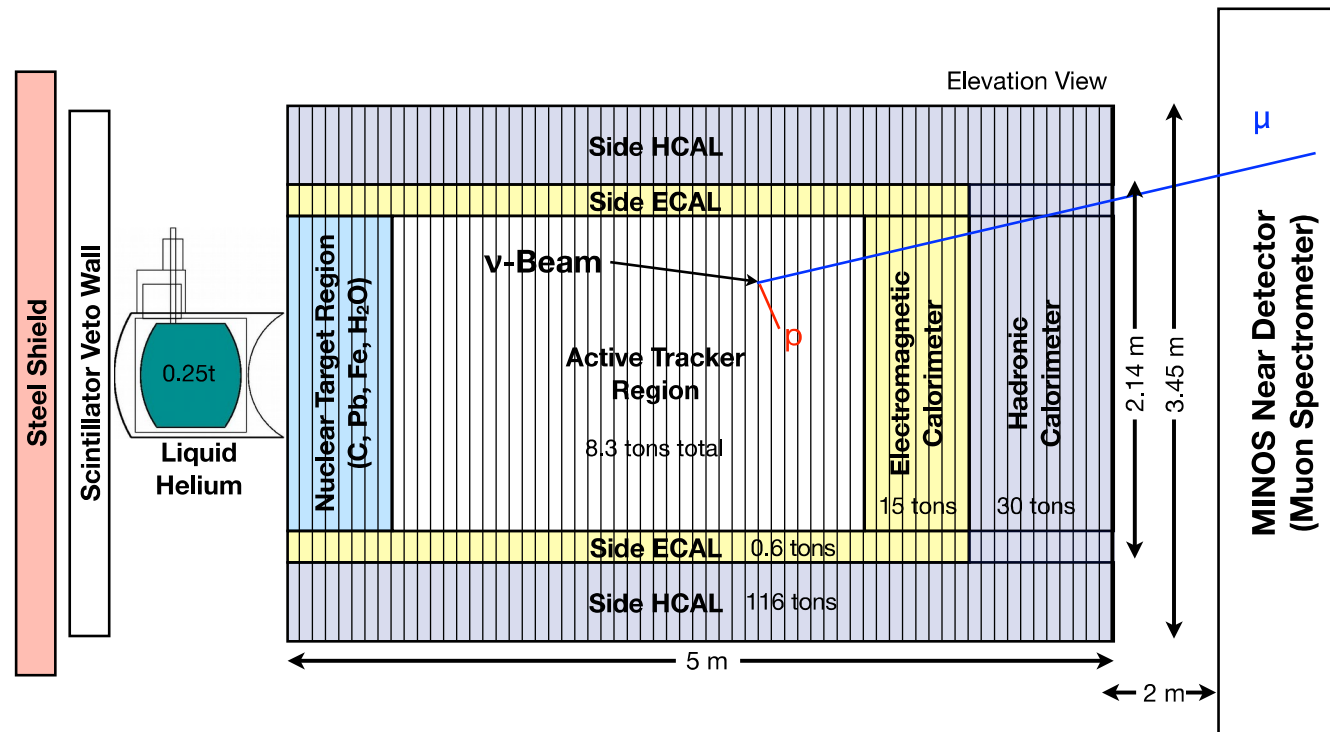 Elevation View
Steel Shield
Scintillator Veto Wall
0.25t
Liquid
Helium
Side HCAL
Side ECAL
Nuclear Target Region
(C, Pb, Fe, H₂O)
ν-Beam
p
μ
Active Tracker
Region
8.3 tons total
Electromagnetic
Calorimeter
15 tons
Hadronic
Calorimeter
30 tons
Side ECAL 0.6 tons
Side HCAL 116 tons
2.14 m
3.45 m
5 m
2 m
MINOS Near Detector
(Muon Spectrometer)